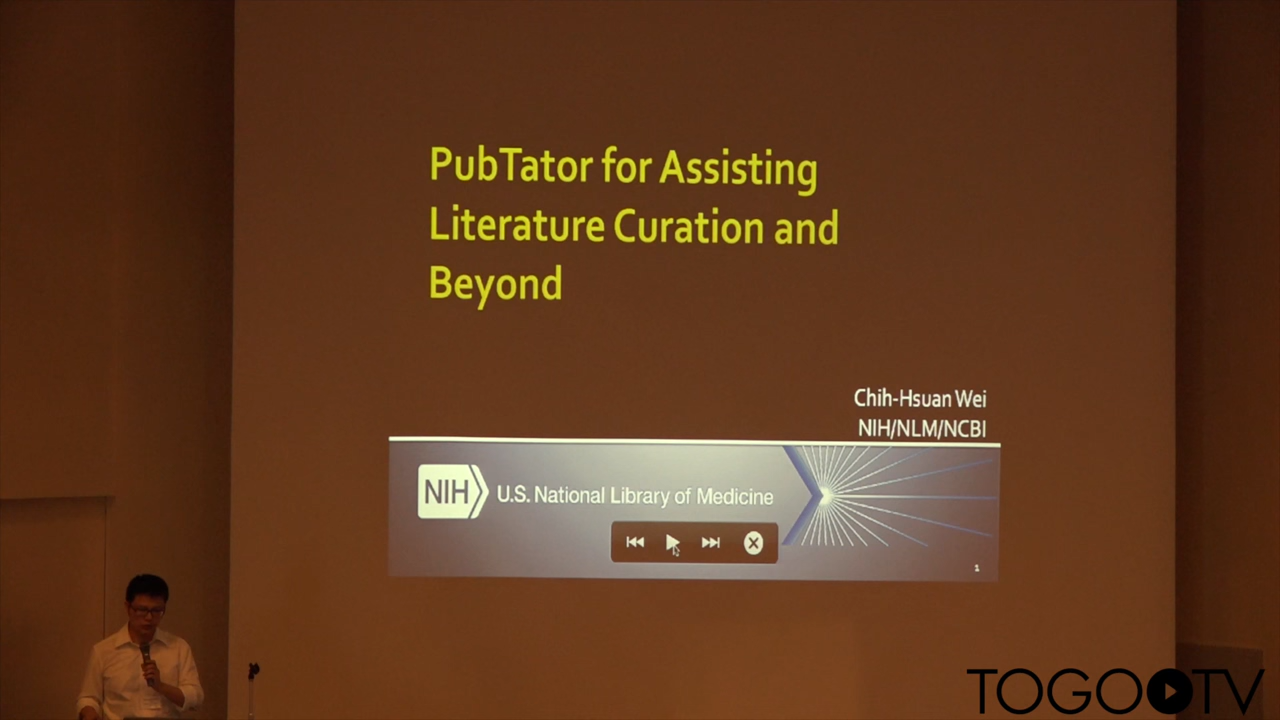 PubTator for Assisting
Literature Curation and
Beyond
Chih-Hsuan Wei
NIH/NLM/NCBI
NIH U.S. National Library of Medicine
1
TOGOTV